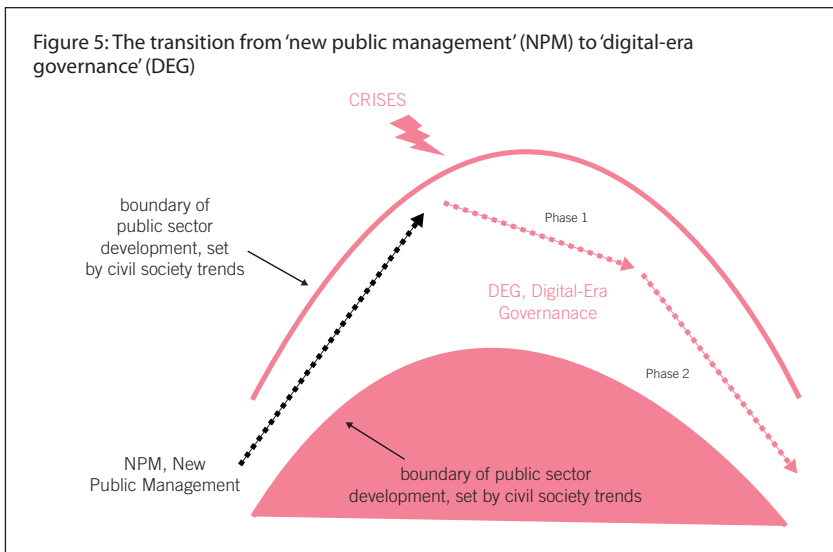 Figure 5: The transition from ‘new public management’ (NPM) to ‘digital-era
governance’ (DEG)
CRISES
boundary of
public sector
development, set
by civil society trends
Phase 1
DEG, Digital-Era
Governanace
Phase 2
NPM, New
Public Management
boundary of public sector
development, set by civil society trends